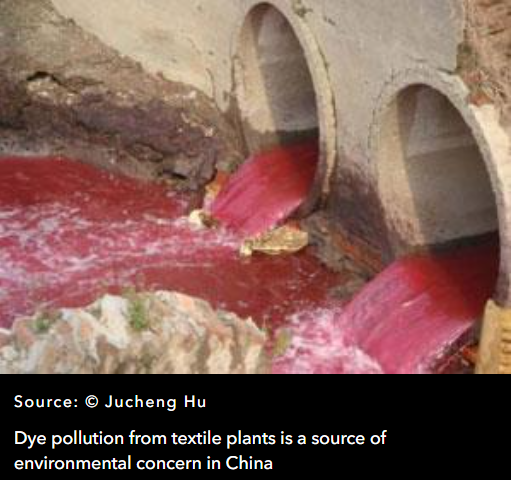 Source: © Jucheng Hu
Dye pollution from textile plants is a source of
environmental concern in China